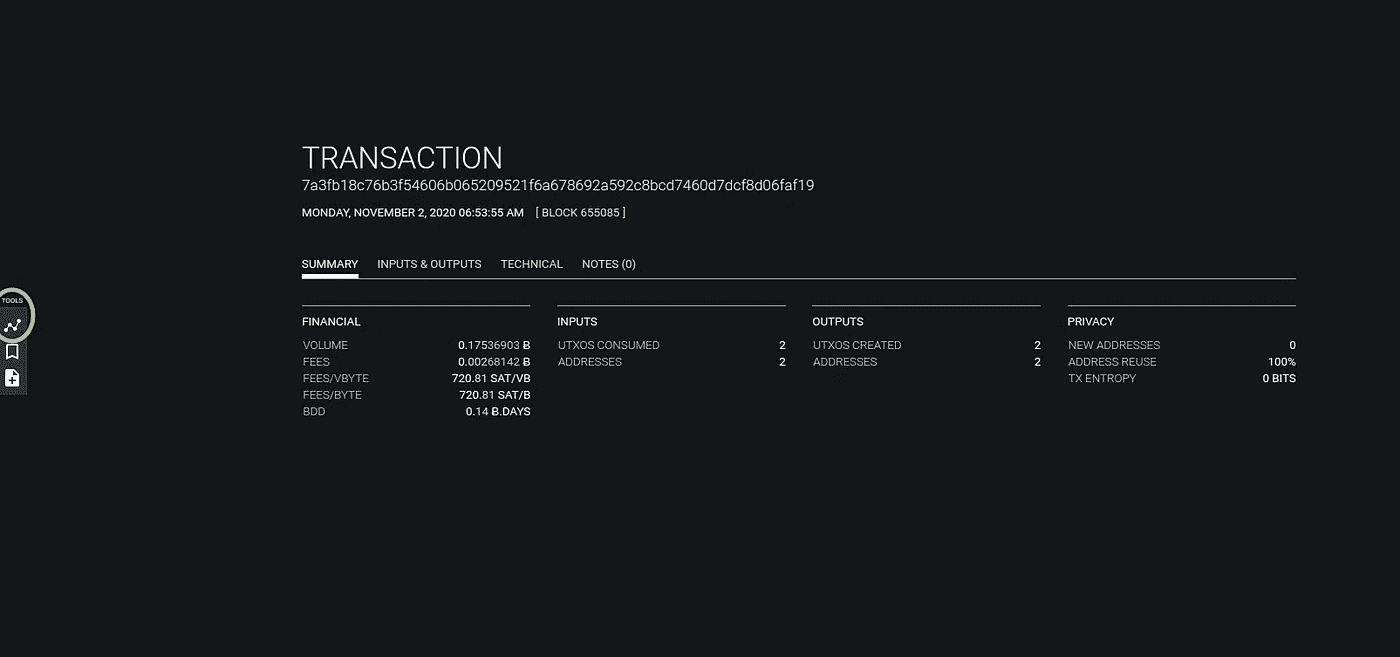 TRANSACTION
7a3fb18c76b3f54606b065209521f6a678692a592c8bcd7460d7dcf8d06faf19
MONDAY, NOVEMBER 2, 2020 06:53:55 AM [ BLOCK 655085 ]
SUMMARY INPUTS & OUTPUTS TECHNICAL NOTES (0)
TOOLS
FINANCIAL
VOLUME 0.17536903 Ƀ
FEES 0.00268142 Ƀ
FEES/VBYTE 720.81 SAT/VB
FEES/BYTE 720.81 SAT/B
BDD 0.14 Ƀ.DAYS
INPUTS
UTXOS CONSUMED 2
ADDRESSES 2
OUTPUTS
UTXOS CREATED 2
ADDRESSES 2
PRIVACY
NEW ADDRESSES 0
ADDRESS REUSE 100%
TX ENTROPY 0 BITS